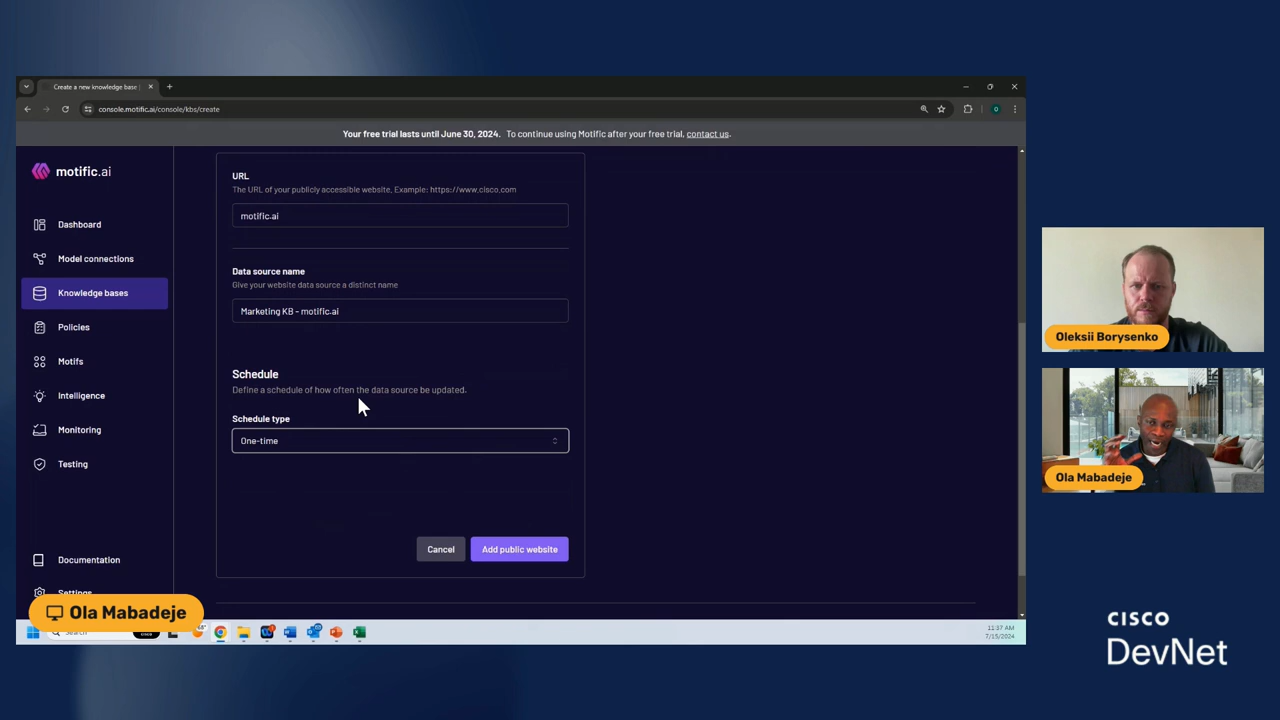 Create a new knowledge base
console.motific.ai/console/kbs/create
Your free trial lasts until June 30, 2024. To continue using Motific after your free trial, contact us.
motific.ai
Dashboard
Model connections
Knowledge bases
Policies
Motifs
Intelligence
Monitoring
Testing
Documentation
Settings
URL
The URL of your publicly accessible website. Example: https://www.cisco.com
motific.ai
Data source name
Give your website data source a distinct name
Marketing KB - motific.ai
Schedule
Define a schedule of how often the data source be updated.
Schedule type
One-time
Cancel
Add public website
Ola Mabadeje
Search
11:37 AM
7/15/2024
Oleksii Borysenko
Ola Mabadeje
CISCO
DevNet